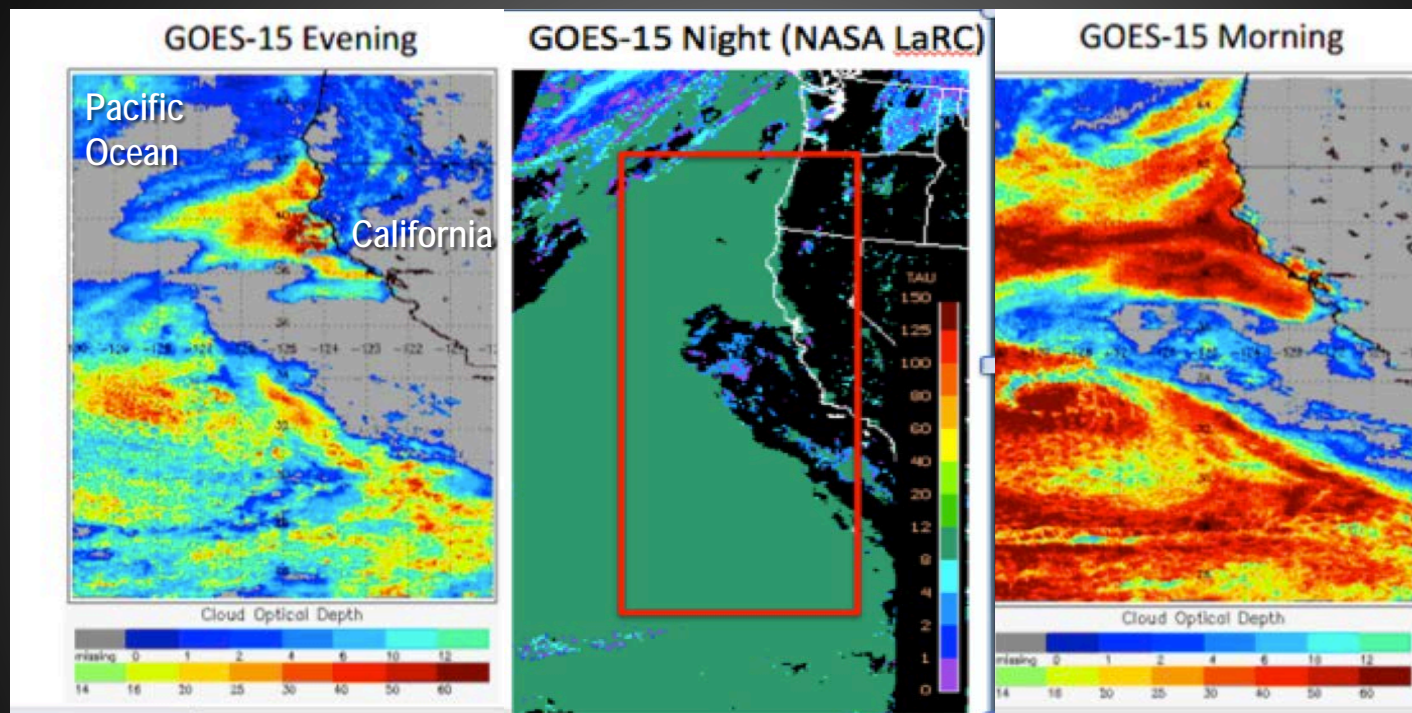 GOES-15 Evening
Pacific
Ocean
California
Cloud Optical Depth
missing 0 1 2 4 6 10 12
14 16 20 25 30 40 50 60
GOES-15 Night (NASA LaRC)
TAU
150
125
100
80
60
40
20
12
8
4
2
1
0
GOES-15 Morning
Cloud Optical Depth
missing 0 1 2 4 6 10 12
14 16 20 25 30 40 50 60